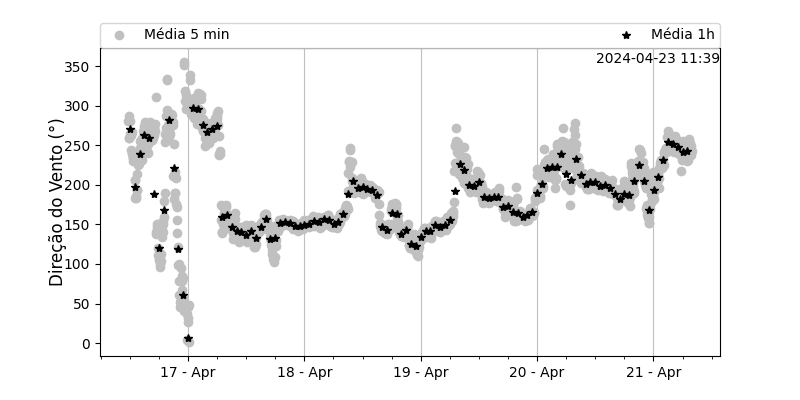 Média 5 min
Média 1h
2024-04-23 11:39
Direção do Vento (°)
350
300
250
200
150
100
50
0
17 - Apr
18 - Apr
19 - Apr
20 - Apr
21 - Apr